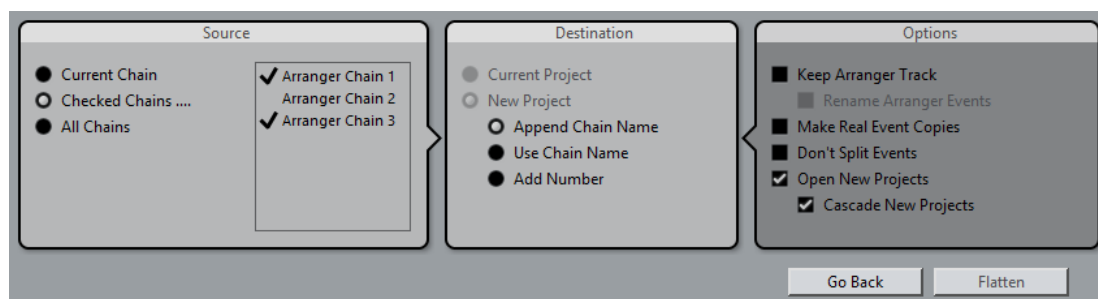 Source
Current Chain
Checked Chains ....
All Chains
Arranger Chain 1
Arranger Chain 2
Arranger Chain 3
Destination
Current Project
New Project
Append Chain Name
Use Chain Name
Add Number
Options
Keep Arranger Track
Rename Arranger Events
Make Real Event Copies
Don't Split Events
Open New Projects
Cascade New Projects
Go Back
Flatten